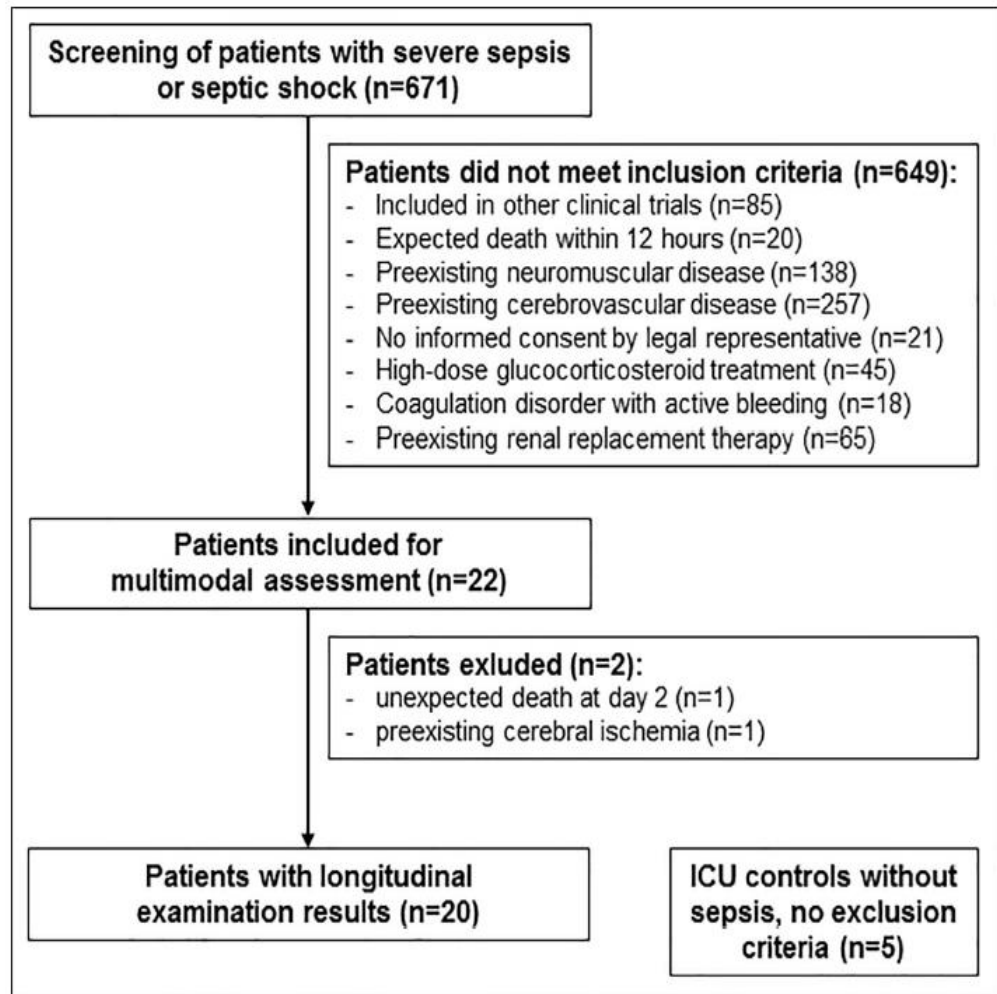 Screening of patients with severe sepsis
or septic shock (n=671)
Patients did not meet inclusion criteria (n=649):
- Included in other clinical trials (n=85)
- Expected death within 12 hours (n=20)
- Preexisting neuromuscular disease (n=138)
- Preexisting cerebrovascular disease (n=257)
- No informed consent by legal representative (n=21)
- High-dose glucocorticosteroid treatment (n=45)
- Coagulation disorder with active bleeding (n=18)
- Preexisting renal replacement therapy (n=65)
Patients included for
multimodal assessment (n=22)
Patients exluded (n=2):
- unexpected death at day 2 (n=1)
- preexisting cerebral ischemia (n=1)
Patients with longitudinal
examination results (n=20)
ICU controls without
sepsis, no exclusion
criteria (n=5)